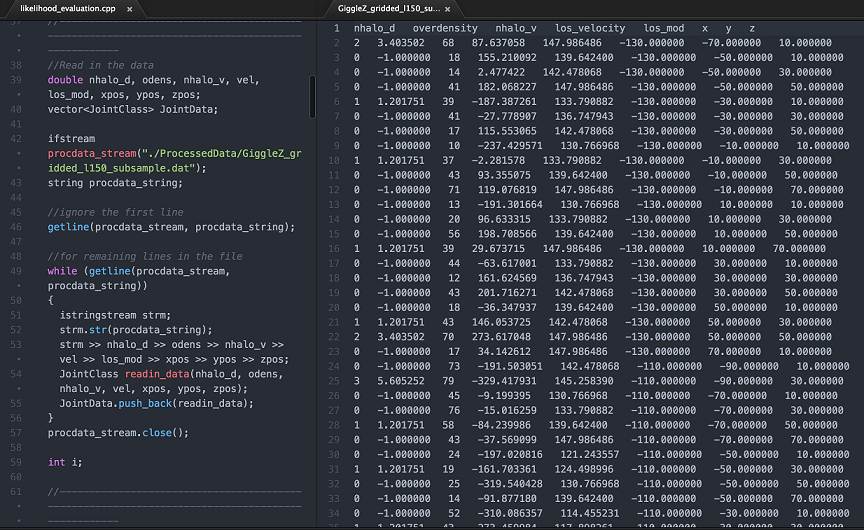 likelihood_evaluation.cpp
GiggleZ_gridded_l150_su...
38 //Read in the data
39 double nhalo_d, odens, nhalo_v, vel,
los_mod, xpos, ypos, zpos;
40 vector<JointClass> JointData;
41
42 ifstream
procdata_stream("./ProcessedData/GiggleZ_gr
idded_l150_subsample.dat");
43 string procdata_string;
44
45 //ignore the first line
46 getline(procdata_stream, procdata_string);
47
48 //for remaining lines in the file
49 while (getline(procdata_stream,
procdata_string))
50 {
51 istringstream strm;
52 strm.str(procdata_string);
53 strm >> nhalo_d >> odens >> nhalo_v >>
vel >> los_mod >> xpos >> ypos >> zpos;
54 JointClass readin_data(nhalo_d, odens,
nhalo_v, vel, xpos, ypos, zpos);
55 JointData.push_back(readin_data);
56 }
57 procdata_stream.close();
58
59 int i;
60
61 //------------------------------------------
1 nhalo_d overdensity nhalo_v los_velocity los_mod x y z
2 2 3.403502 68 87.637058 147.986486 -130.000000 -70.000000 10.000000
3 0 -1.000000 18 155.210092 139.642400 -130.000000 -50.000000 10.000000
4 0 -1.000000 14 2.477422 142.478068 -130.000000 -50.000000 30.000000
5 0 -1.000000 41 182.068227 147.986486 -130.000000 -50.000000 50.000000
6 1 1.201751 39 -187.387261 133.790882 -130.000000 -30.000000 10.000000
7 0 -1.000000 41 -27.778907 136.747943 -130.000000 -30.000000 30.000000
8 0 -1.000000 17 115.553065 142.478068 -130.000000 -30.000000 50.000000
9 0 -1.000000 10 -237.429571 130.766968 -130.000000 -10.000000 10.000000
10 1 1.201751 37 -2.281578 133.790882 -130.000000 -10.000000 30.000000
11 0 -1.000000 43 93.355075 139.642400 -130.000000 -10.000000 50.000000
12 0 -1.000000 71 119.076819 147.986486 -130.000000 -10.000000 70.000000
13 0 -1.000000 13 -191.301664 130.766968 -130.000000 10.000000 10.000000
14 0 -1.000000 20 96.633315 133.790882 -130.000000 10.000000 30.000000
15 0 -1.000000 56 198.708566 139.642400 -130.000000 10.000000 50.000000
16 1 1.201751 39 29.673715 147.986486 -130.000000 10.000000 70.000000
17 0 -1.000000 44 -63.617001 133.790882 -130.000000 30.000000 10.000000
18 0 -1.000000 12 161.624569 136.747943 -130.000000 30.000000 30.000000
19 0 -1.000000 43 201.716271 142.478068 -130.000000 30.000000 50.000000
20 0 -1.000000 18 -36.347937 139.642400 -130.000000 50.000000 10.000000
21 1 1.201751 43 146.053725 142.478068 -130.000000 50.000000 30.000000
22 2 3.403502 70 273.617048 147.986486 -130.000000 50.000000 50.000000
23 0 -1.000000 17 34.142612 147.986486 -130.000000 70.000000 10.000000
24 0 -1.000000 73 -191.503051 142.478068 -110.000000 -90.000000 10.000000
25 3 5.605252 79 -329.417931 145.258390 -110.000000 -90.000000 30.000000
26 0 -1.000000 45 -9.199395 130.766968 -110.000000 -70.000000 10.000000
27 0 -1.000000 76 -15.016259 133.790882 -110.000000 -70.000000 30.000000
28 1 1.201751 58 -84.239986 139.642400 -110.000000 -70.000000 50.000000
29 0 -1.000000 43 -37.569099 147.986486 -110.000000 -70.000000 70.000000
30 0 -1.000000 24 -197.020816 121.243557 -110.000000 -50.000000 10.000000
31 1 1.201751 19 -161.703361 124.498996 -110.000000 -50.000000 30.000000
32 0 -1.000000 25 -319.540428 130.766968 -110.000000 -50.000000 50.000000
33 0 -1.000000 14 -91.877180 139.642400 -110.000000 -50.000000 70.000000
34 0 -1.000000 52 -310.086357 114.455231 -110.000000 -30.000000 10.000000